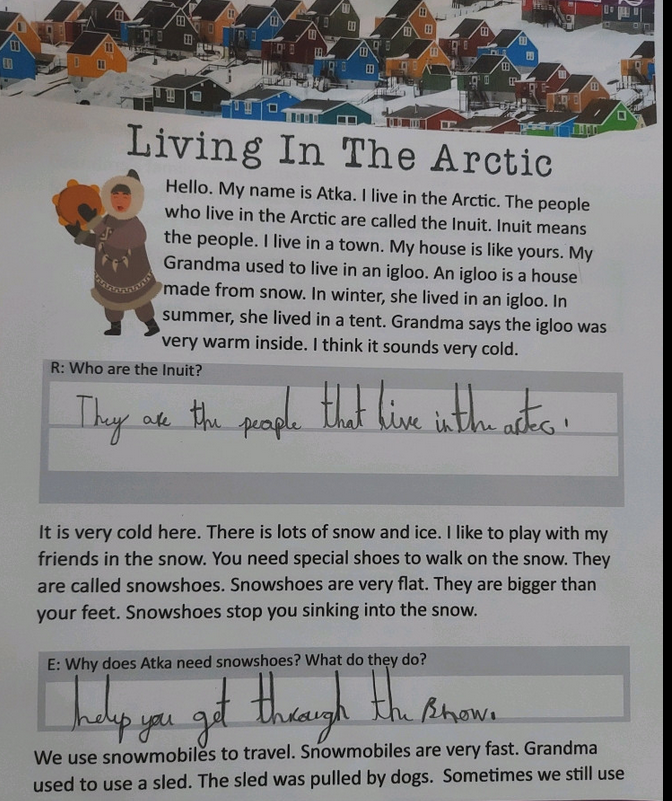 Living In The Arctic
Hello. My name is Atka. I live in the Arctic. The people
who live in the Arctic are called the Inuit. Inuit means
the people. I live in a town. My house is like yours. My
Grandma used to live in an igloo. An igloo is a house
made from snow. In winter, she lived in an igloo. In
summer, she lived in a tent. Grandma says the igloo was
very warm inside. I think it sounds very cold.
R: Who are the Inuit?
They are the people that live in the arctec.
It is very cold here. There is lots of snow and ice. I like to play with my
friends in the snow. You need special shoes to walk on the snow. They
are called snowshoes. Snowshoes are very flat. They are bigger than
your feet. Snowshoes stop you sinking into the snow.
E: Why does Atka need snowshoes? What do they do?
help you get through the snow.
We use snowmobiles to travel. Snowmobiles are very fast. Grandma
used to use a sled. The sled was pulled by dogs. Sometimes we still use